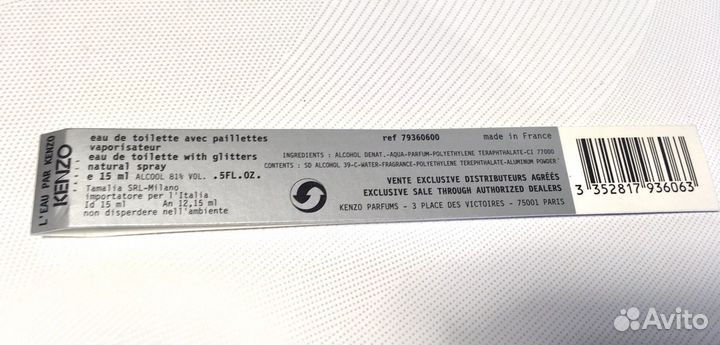 L'EAU PAR KENZO
KENZO
PARIS
eau de toilette avec paillettes
vaporisateur
eau de toilette with glitters
natural spray
e 15 ml ALCOOL 81% VOL. .5FL.OZ.
Tamalia SRL-Milano
importatore per l'Italia
Id 15 ml An 12,15 ml
non disperdere nell'ambiente
ref 79360600 made in France
INGREDIENTS : ALCOHOL DENAT.-AQUA-PARFUM-POLYETHYLENE TERAPHTHALATE-CI 77000
CONTENTS : SD ALCOHOL 39-C-WATER-FRAGRANCE-POLYETHYLENE TEREPHTHALATE-ALUMINUM POWDER
VENTE EXCLUSIVE DISTRIBUTEURS AGRÉES
EXCLUSIVE SALE THROUGH AUTHORIZED DEALERS
KENZO PARFUMS - 3 PLACE DES VICTOIRES - 75001 PARIS
3 352817 936063
Avito